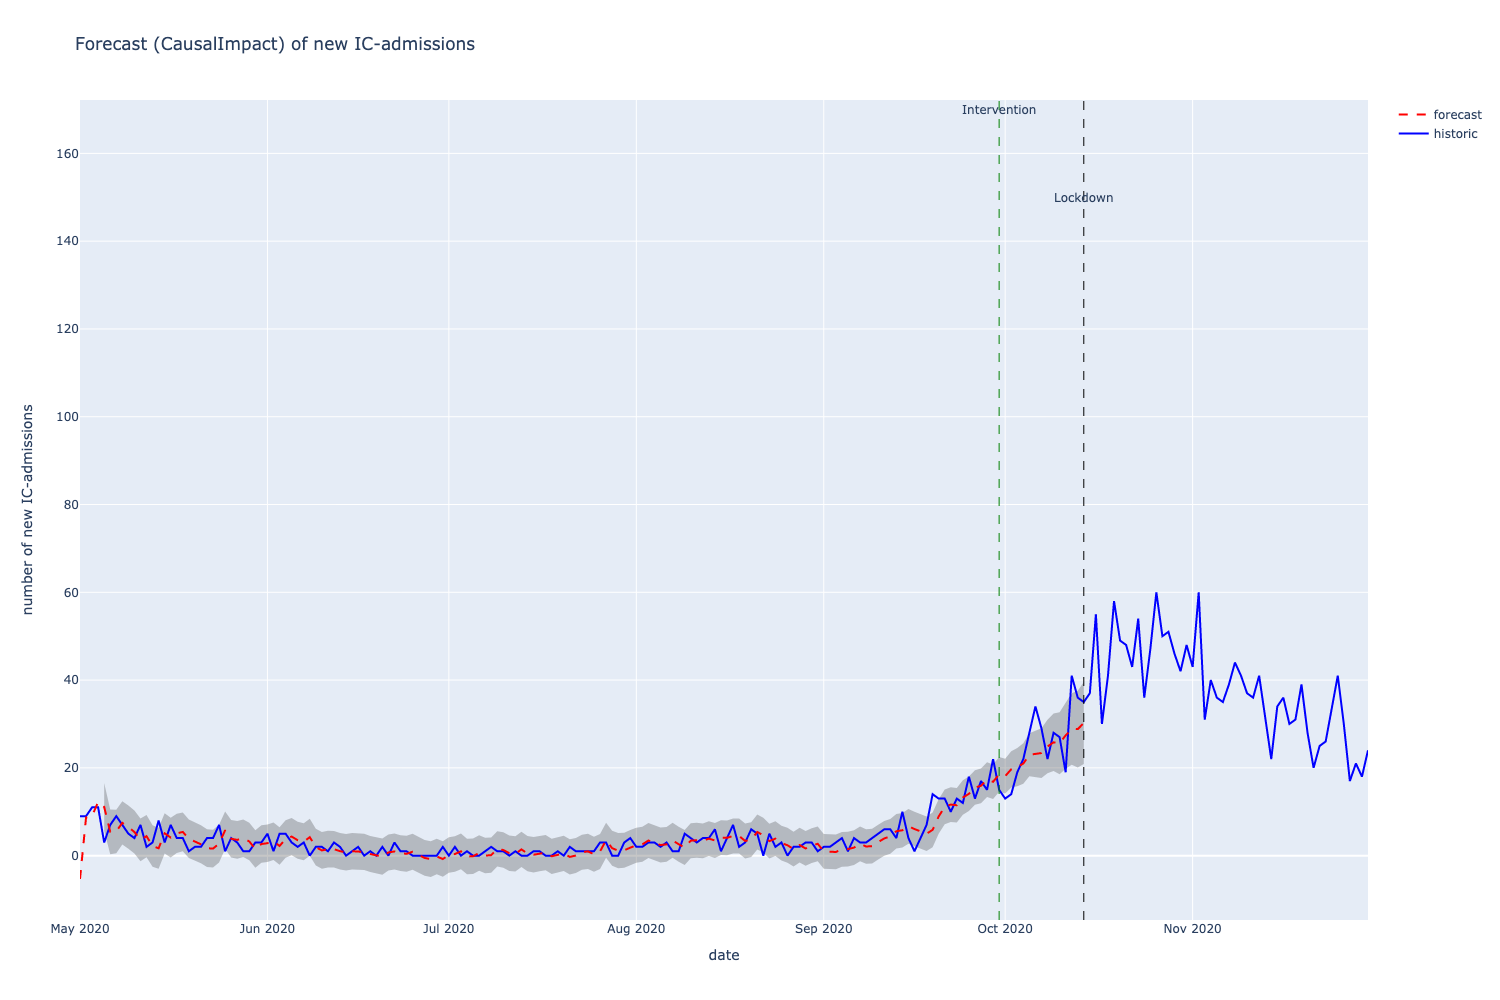 Forecast (CausalImpact) of new IC-admissions
forecast
historic
Intervention
Lockdown
160
140
120
100
80
60
40
20
0
number of new IC-admissions
May 2020
Jun 2020
Jul 2020
Aug 2020
Sep 2020
Oct 2020
Nov 2020
date